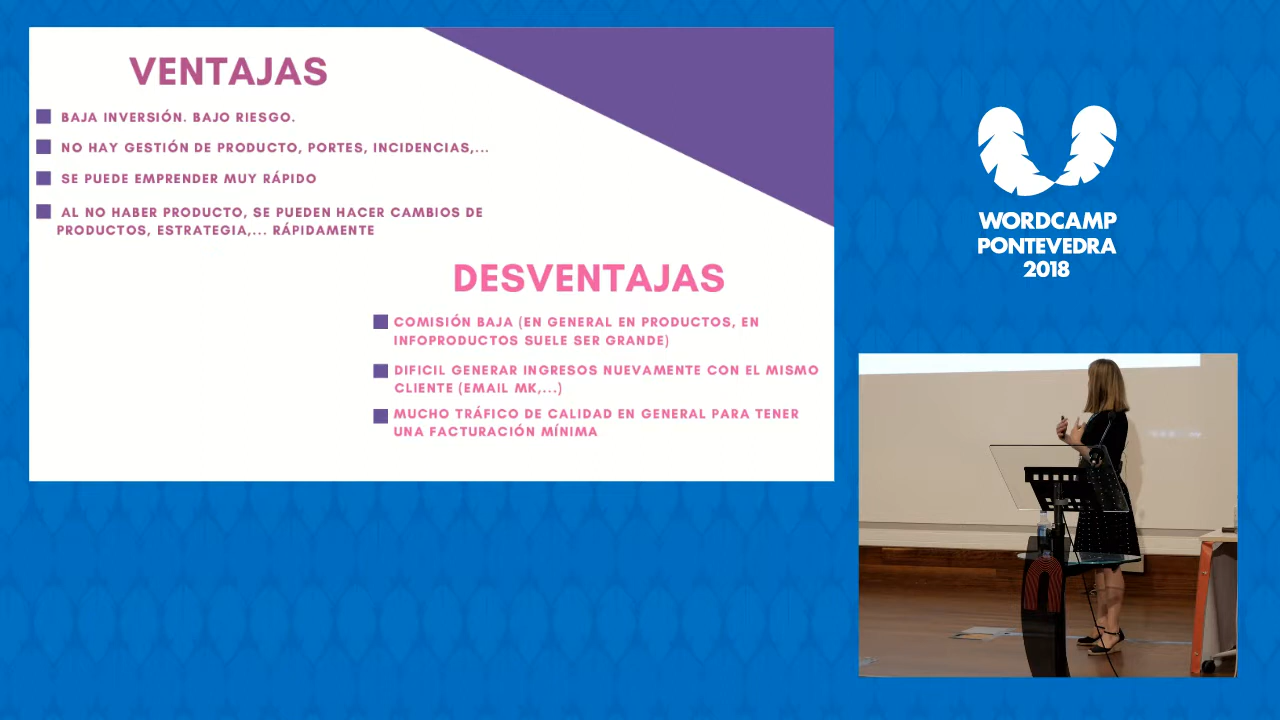 VENTAJAS
BAJA INVERSIÓN. BAJO RIESGO.
NO HAY GESTIÓN DE PRODUCTO, PORTES, INCIDENCIAS,...
SE PUEDE EMPRENDER MUY RÁPIDO
AL NO HABER PRODUCTO, SE PUEDEN HACER CAMBIOS DE
PRODUCTOS, ESTRATEGIA,... RÁPIDAMENTE
DESVENTAJAS
COMISIÓN BAJA (EN GENERAL EN PRODUCTOS, EN
INFOPRODUCTOS SUELE SER GRANDE)
DIFICIL GENERAR INGRESOS NUEVAMENTE CON EL MISMO
CLIENTE (EMAIL MK,...)
MUCHO TRÁFICO DE CALIDAD EN GENERAL PARA TENER
UNA FACTURACIÓN MÍNIMA
WORDCAMP
PONTEVEDRA
2018